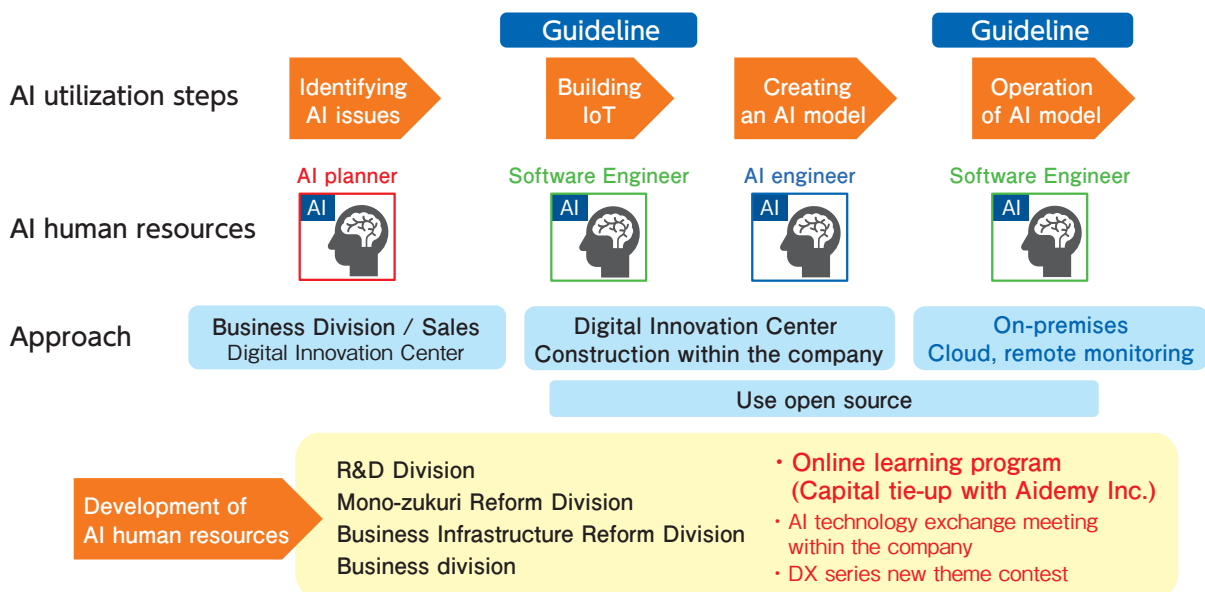 Guideline
Guideline
AI utilization steps
Identifying
AI issues
Building
IoT
Creating
an AI model
Operation
of AI model
AI human resources
AI planner
AI
Software Engineer
AI
AI engineer
AI
Software Engineer
AI
Approach
Business Division / Sales
Digital Innovation Center
Digital Innovation Center
Construction within the company
On-premises
Cloud, remote monitoring
Use open source
Development of
AI human resources
R&D Division
Mono-zukuri Reform Division
Business Infrastructure Reform Division
Business division
・Online learning program
(Capital tie-up with Aidemy Inc.)
・AI technology exchange meeting
within the company
・DX series new theme contest